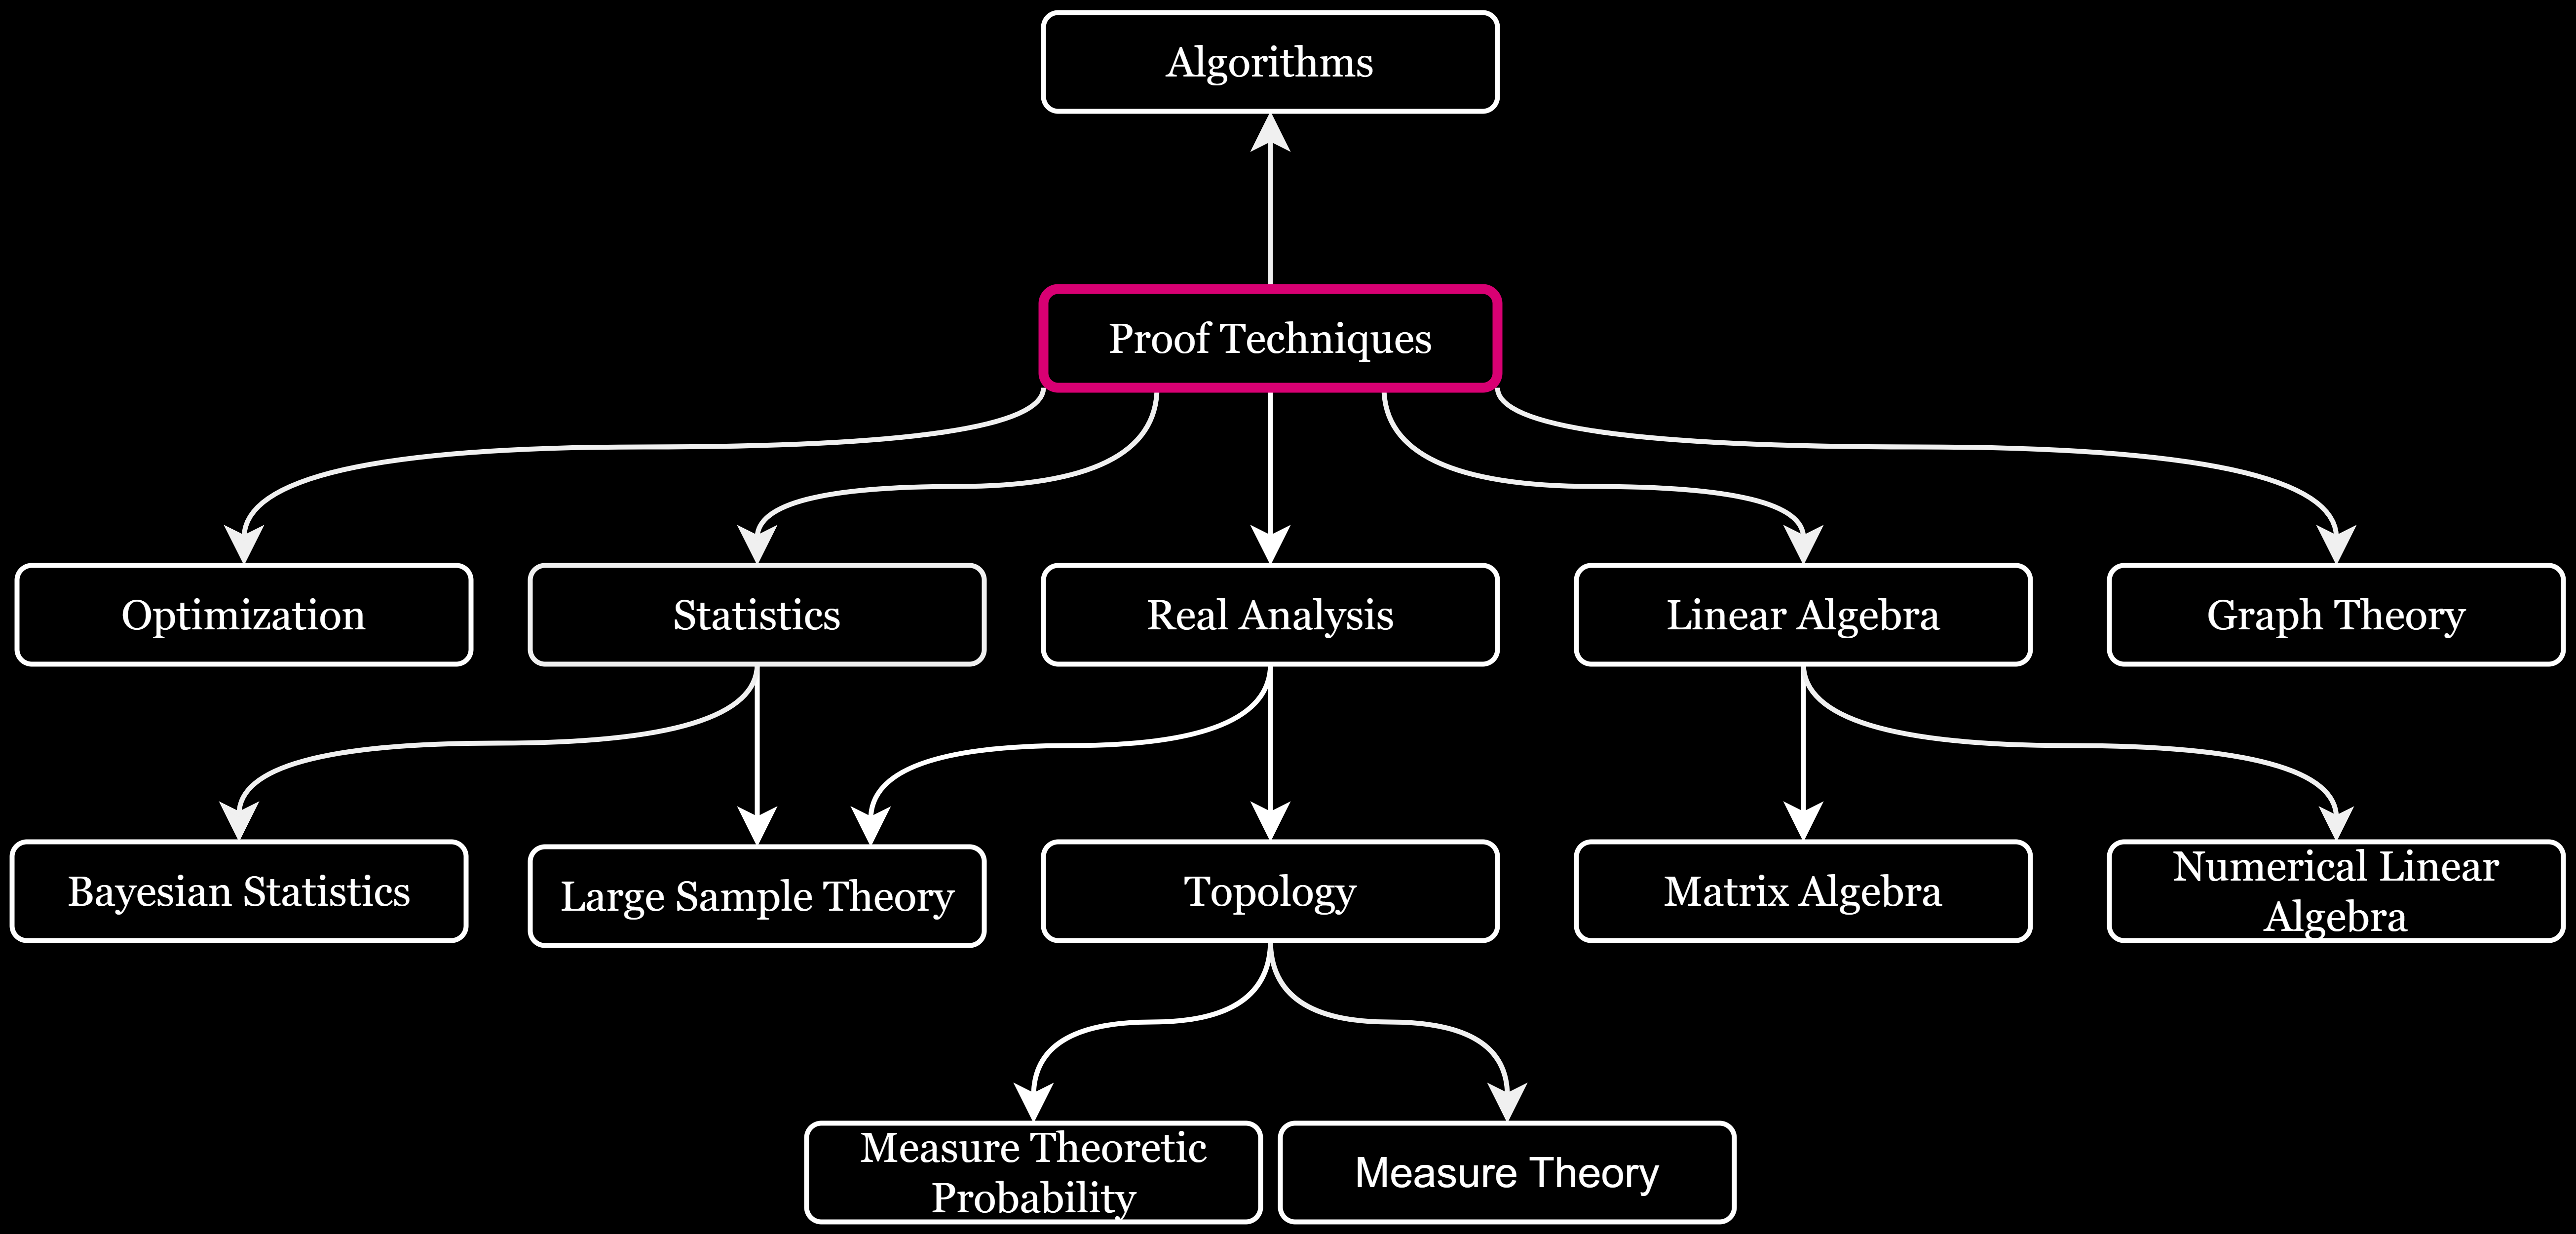 Algorithms
Proof Techniques
Optimization
Statistics
Real Analysis
Linear Algebra
Graph Theory
Bayesian Statistics
Large Sample Theory
Topology
Matrix Algebra
Numerical Linear
Algebra
Measure Theoretic
Probability
Measure Theory